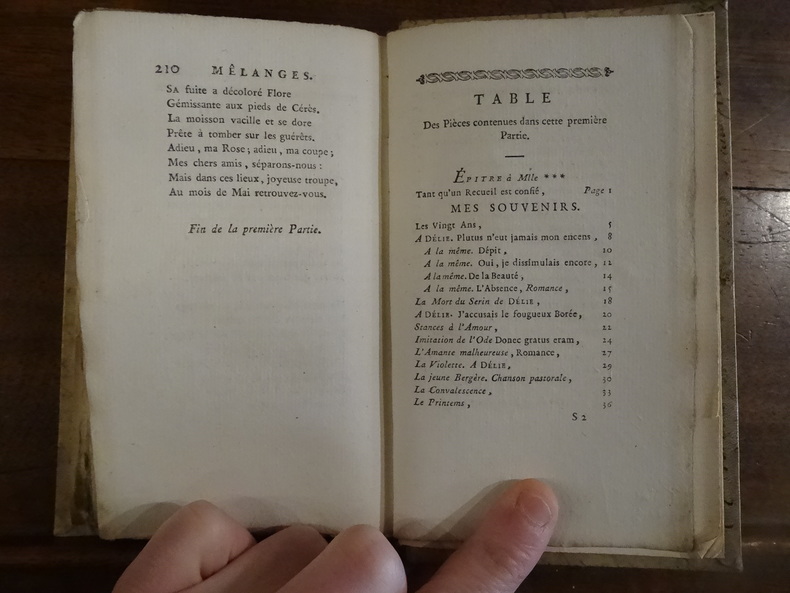 210 MÊLANGES.
SA fuite a décoloré Flore
Gémissante aux pieds de Cérès.
La moisson vacille et se dore
Prête à tomber sur les guérêts.
Adieu, ma Rose; adieu, ma coupe;
Mes chers amis, séparons-nous:
Mais dans ces lieux, joyeuse troupe,
Au mois de Mai retrouvez-vous.
Fin de la première Partie.
TABLE
Des Pièces contenues dans cette première
Partie.
ÉPITRE à Mlle ***
Tant qu'un Recueil est confié, Page 1
MES SOUVENIRS.
Les Vingt Ans, 5
A DÉLIE. Plutus n'eut jamais mon encens, 8
A la même. Dépit, 10
A la même. Oui, je dissimulais encore, 12
A la même. De la Beauté, 14
A la même. L'Absence, Romance, 15
La Mort du Serin de DÉLIE, 18
A DÉLIE. J'accusais le fougueux Borée, 20
Stances à l'Amour, 22
Imitation de l'Ode Donec gratus eram, 24
L'Amante malheureuse, Romance, 27
La Violette. A DÉLIE, 29
La jeune Bergère. Chanson pastorale, 30
La Convalescence, 33
Le Printems, 36
S 2